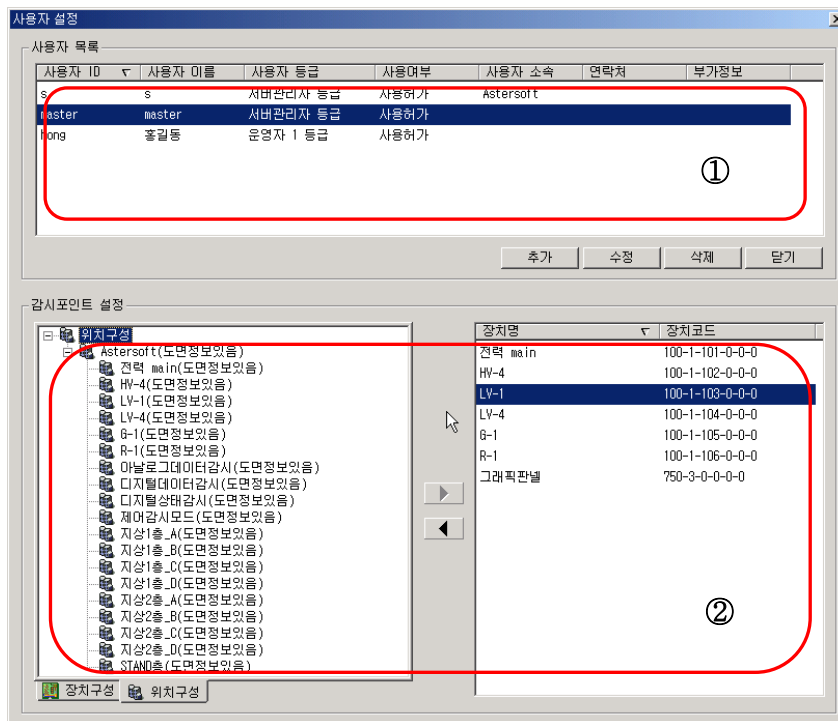 사용자 설정
사용자 목록
사용자 ID 사용자 이름 사용자 등급 사용여부 사용자 소속 연락처 부가정보
s s 서버관리자 등급 사용허가 Astersoft
master master 서버관리자 등급 사용허가
hong 홍길동 운영자 1 등급 사용허가
①
추가 수정 삭제 닫기
감시포인트 설정
위치구성
Astersoft(도면정보있음)
전력 main(도면정보있음)
HV-4(도면정보있음)
LV-1(도면정보있음)
LV-4(도면정보있음)
G-1(도면정보있음)
R-1(도면정보있음)
아날로그데이터감시(도면정보있음)
디지털데이터감시(도면정보있음)
디지털상태감시(도면정보있음)
제어감시모드(도면정보있음)
지상1층_A(도면정보있음)
지상1층_B(도면정보있음)
지상1층_C(도면정보있음)
지상1층_D(도면정보있음)
지상2층_A(도면정보있음)
지상2층_B(도면정보있음)
지상2층_C(도면정보있음)
지상2층_D(도면정보있음)
STAND층(도면정보있음)
장치구성 위치구성
장치명 장치코드
전력 main 100-1-101-0-0-0
HV-4 100-1-102-0-0-0
LV-1 100-1-103-0-0-0
LV-4 100-1-104-0-0-0
G-1 100-1-105-0-0-0
R-1 100-1-106-0-0-0
그래픽판넬 750-3-0-0-0-0
②